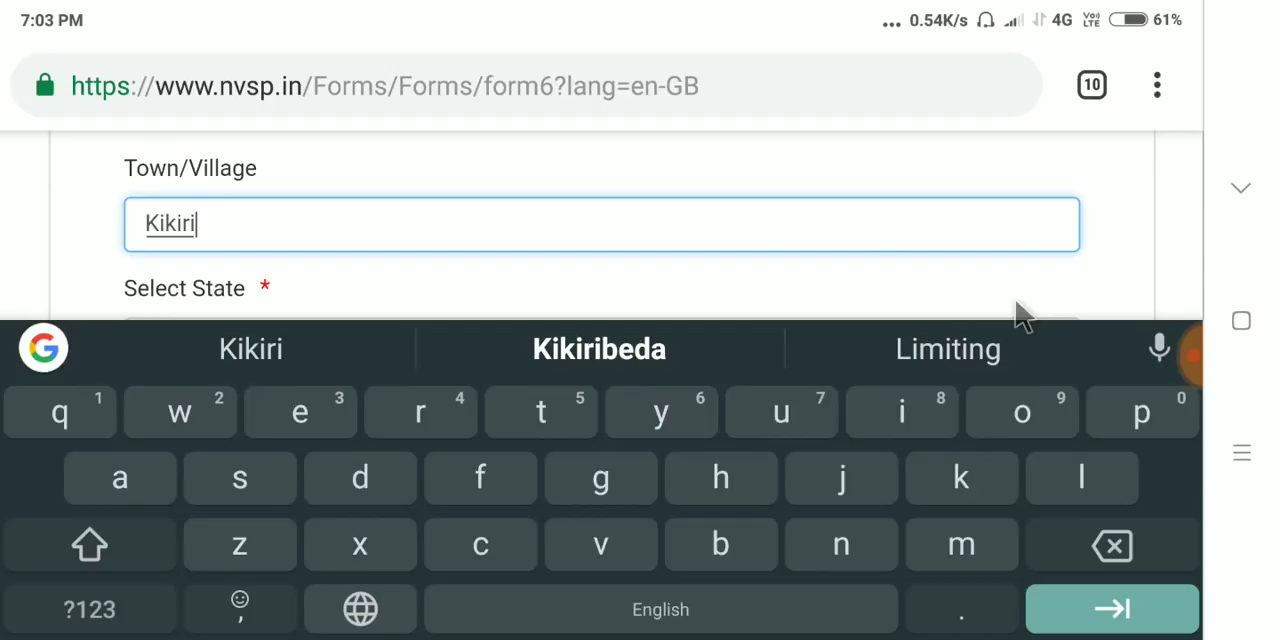 7:03 PM ... 0.54K/s 4G Vo)) LTE 61%
https://www.nvsp.in/Forms/Forms/form6?lang=en-GB 10
Town/Village
Kikiri
Select State *
G Kikiri Kikiribeda Limiting
q 1 w 2 e 3 r 4 t 5 y 6 u 7 i 8 o 9 p 0
a s d f g h j k l
z x c v b n m
?123 , English .